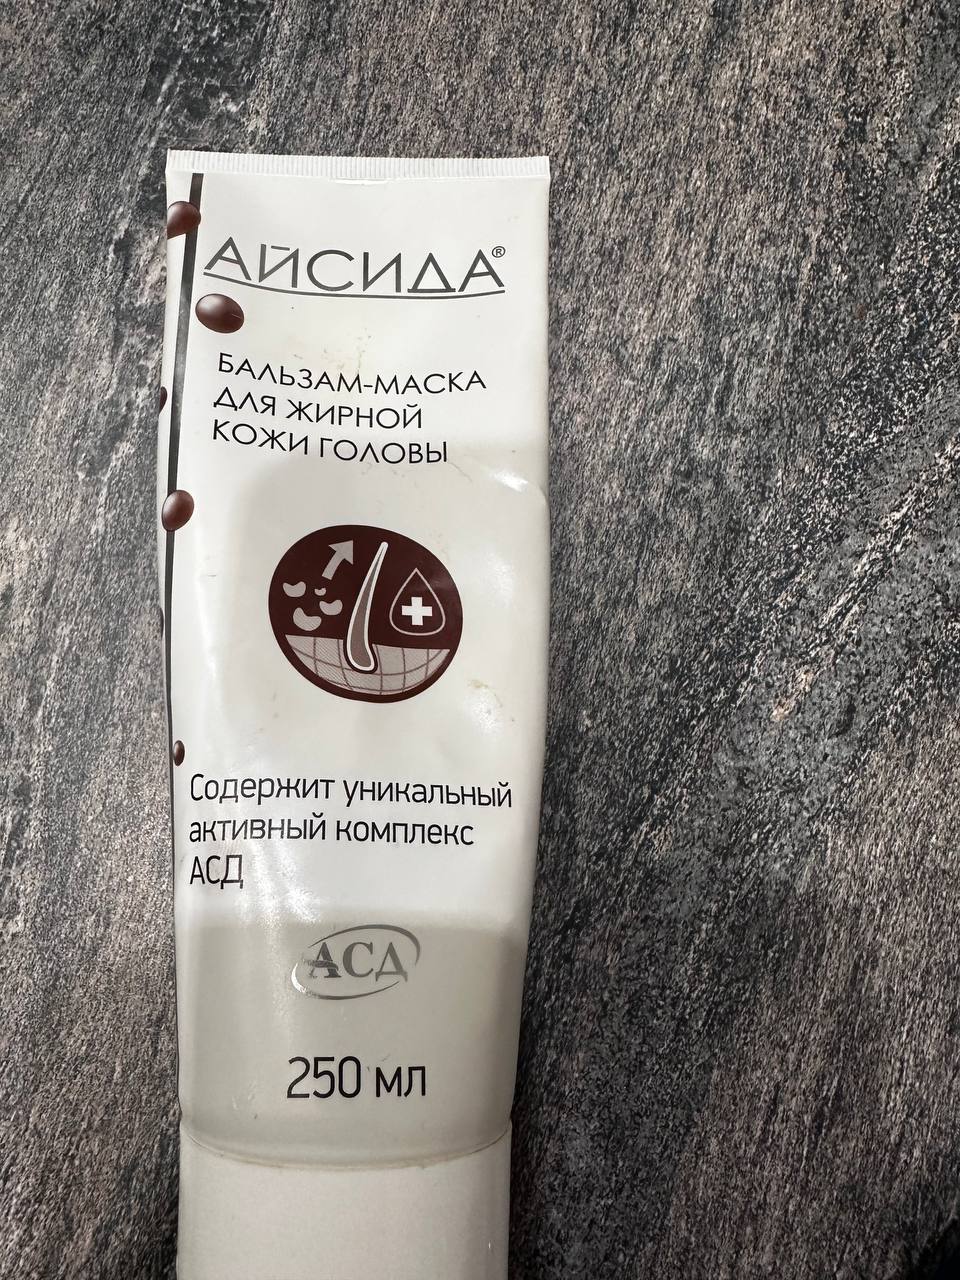 АЙСИДА®
БАЛЬЗАМ-МАСКА
ДЛЯ ЖИРНОЙ
КОЖИ ГОЛОВЫ
Содержит уникальный
активный комплекс
АСД
АСД
250 мл